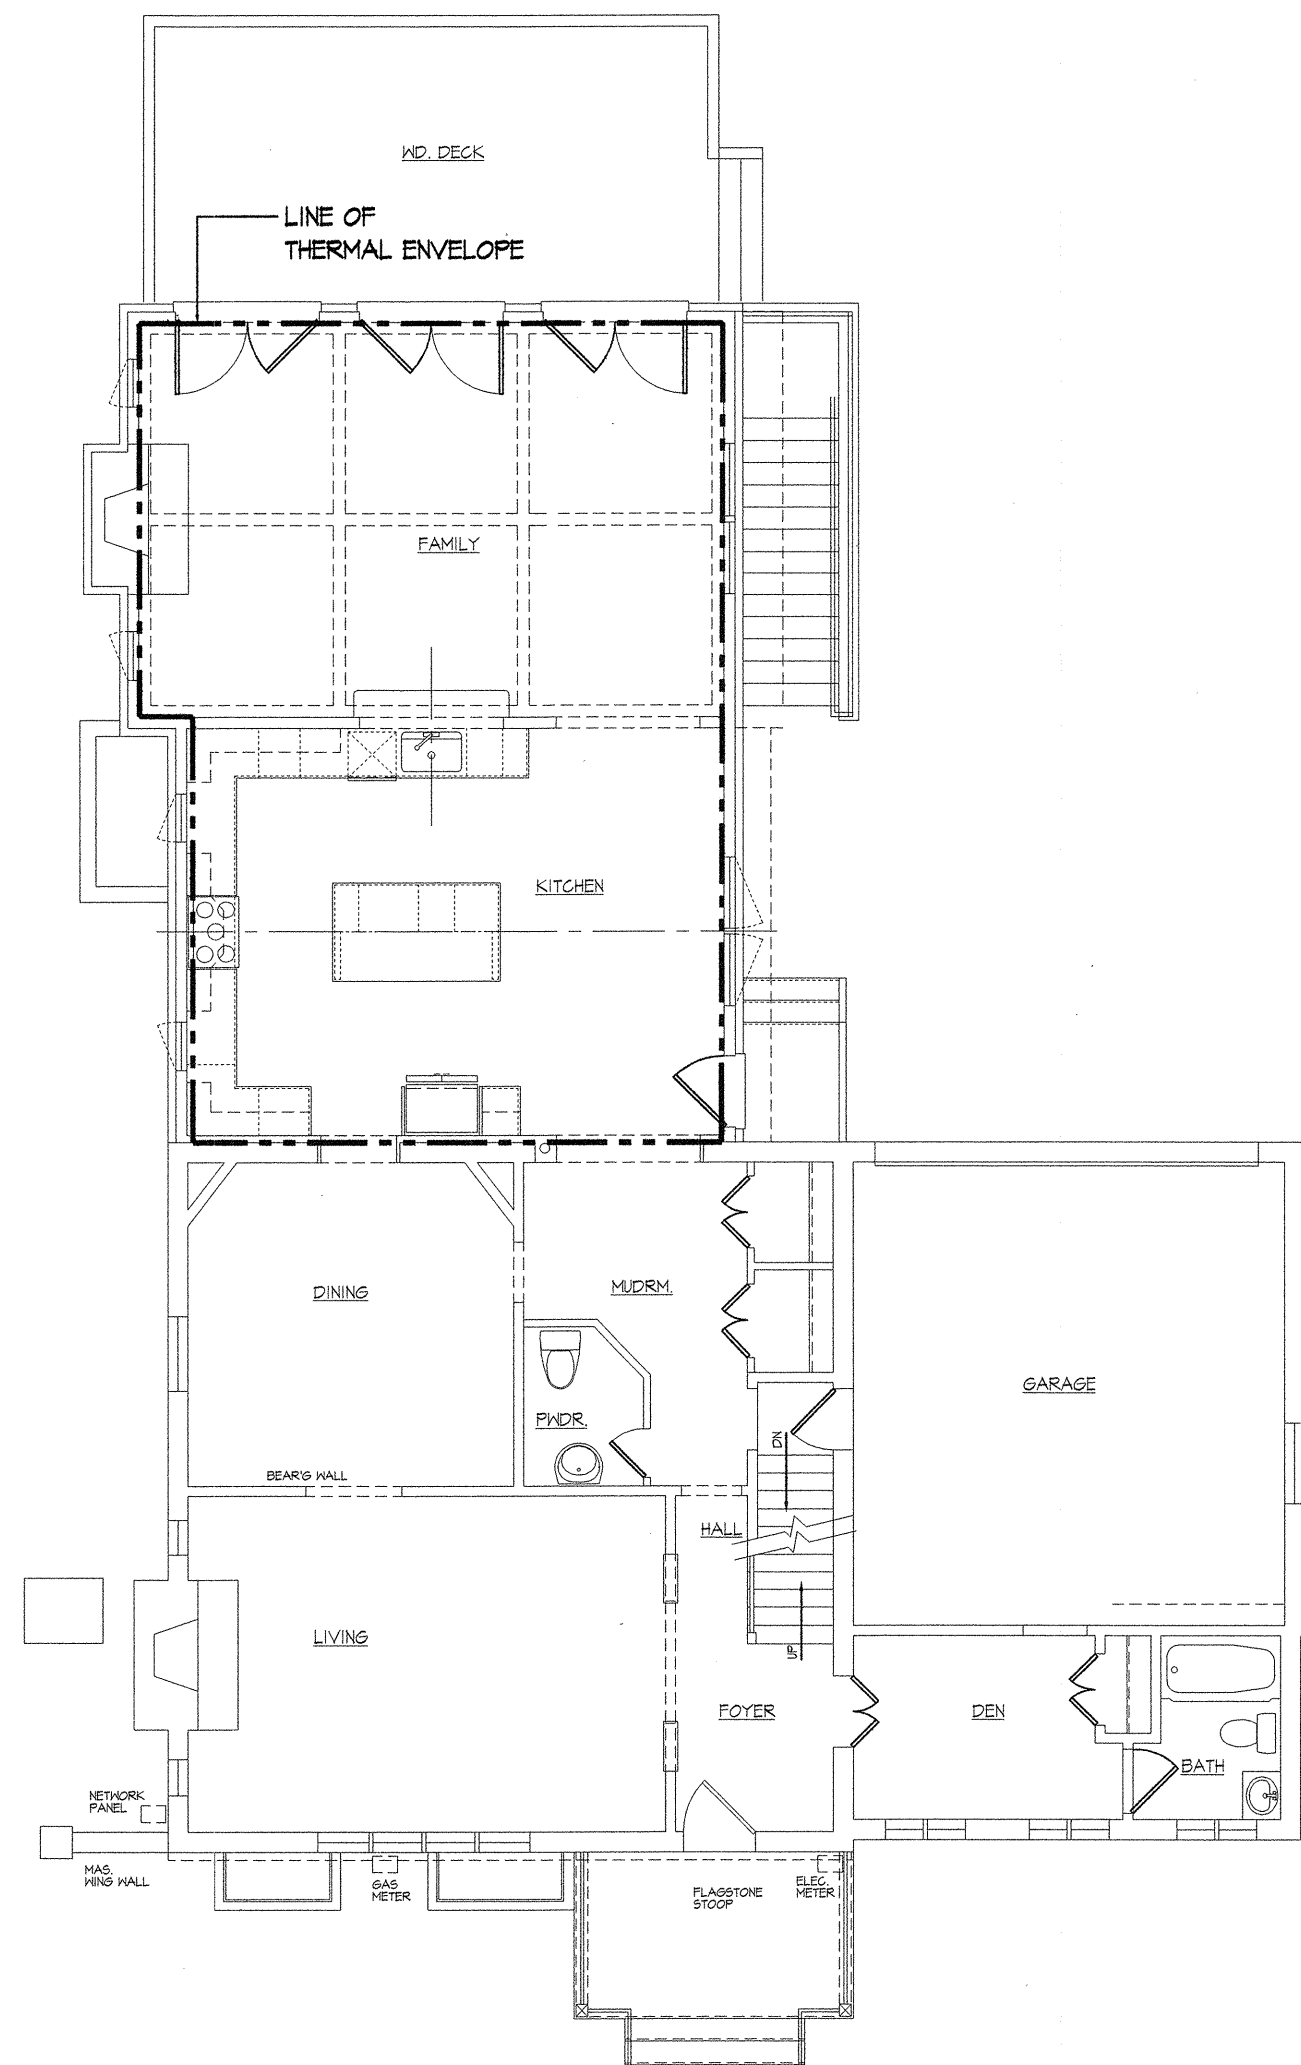 WD. DECK
LINE OF
THERMAL ENVELOPE
FAMILY
KITCHEN
DINING
MUDRM.
GARAGE
PWDR.
DN
BEAR'G WALL
HALL
LIVING
UP
FOYER
DEN
BATH
NETWORK
PANEL
MAS.
WING WALL
GAS
METER
FLAGSTONE
STOOP
ELEC.
METER